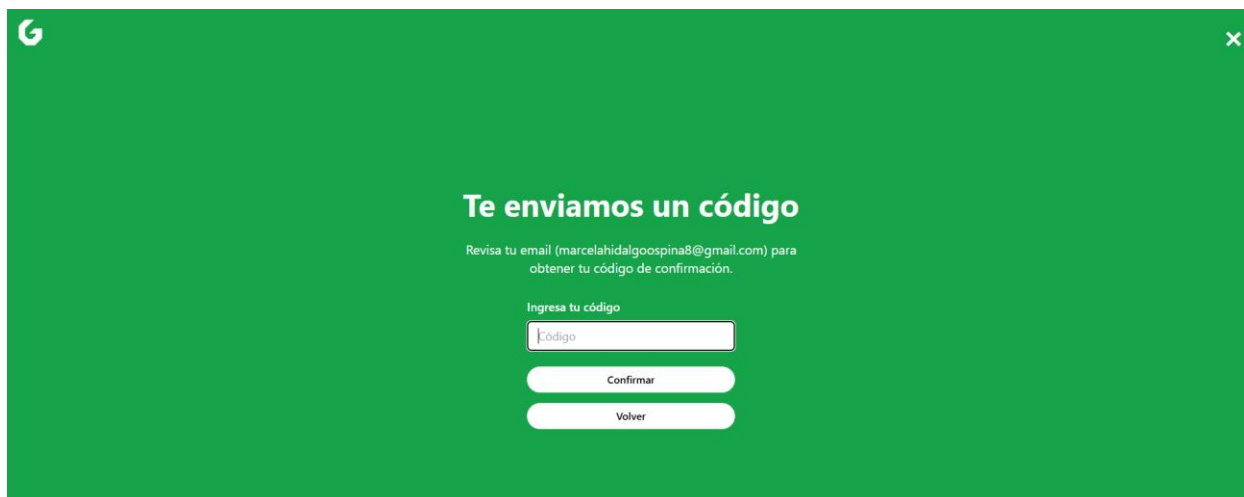 Te enviamos un código
Revisa tu email (marcelahidalgoospina8@gmail.com) para
obtener tu código de confirmación.
Ingresa tu código
Código
Confirmar
Volver